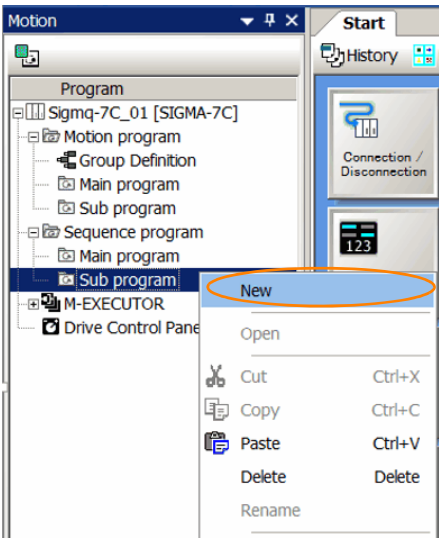 Motion
Start
History
Program
Sigmq-7C_01 [SIGMA-7C]
Motion program
Group Definition
Main program
Sub program
Sequence program
Main program
Sub program
M-EXECUTOR
Drive Control Pane
Connection /
Disconnection
123
New
Open
Cut Ctrl+X
Copy Ctrl+C
Paste Ctrl+V
Delete Delete
Rename